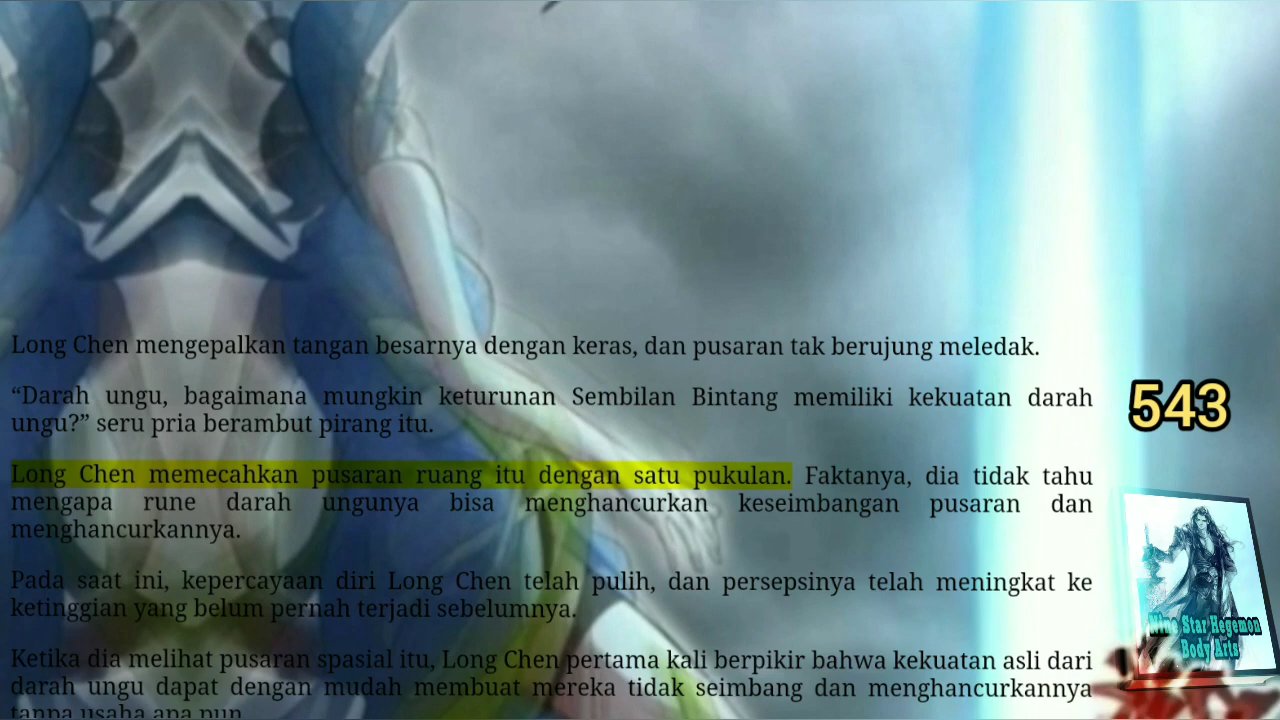 Long Chen mengepalkan tangan besarnya dengan keras, dan pusaran tak berujung meledak.
“Darah ungu, bagaimana mungkin keturunan Sembilan Bintang memiliki kekuatan darah
ungu?” seru pria berambut pirang itu.
Long Chen memecahkan pusaran ruang itu dengan satu pukulan. Faktanya, dia tidak tahu
mengapa rune darah ungunya bisa menghancurkan keseimbangan pusaran dan
menghancurkannya.
Pada saat ini, kepercayaan diri Long Chen telah pulih, dan persepsinya telah meningkat ke
ketinggian yang belum pernah terjadi sebelumnya.
Ketika dia melihat pusaran spasial itu, Long Chen pertama kali berpikir bahwa kekuatan asli dari
darah ungu dapat dengan mudah membuat mereka tidak seimbang dan menghancurkannya
tanpa usaha apa pun.
543
Nine Star Hegemon
Body Arts